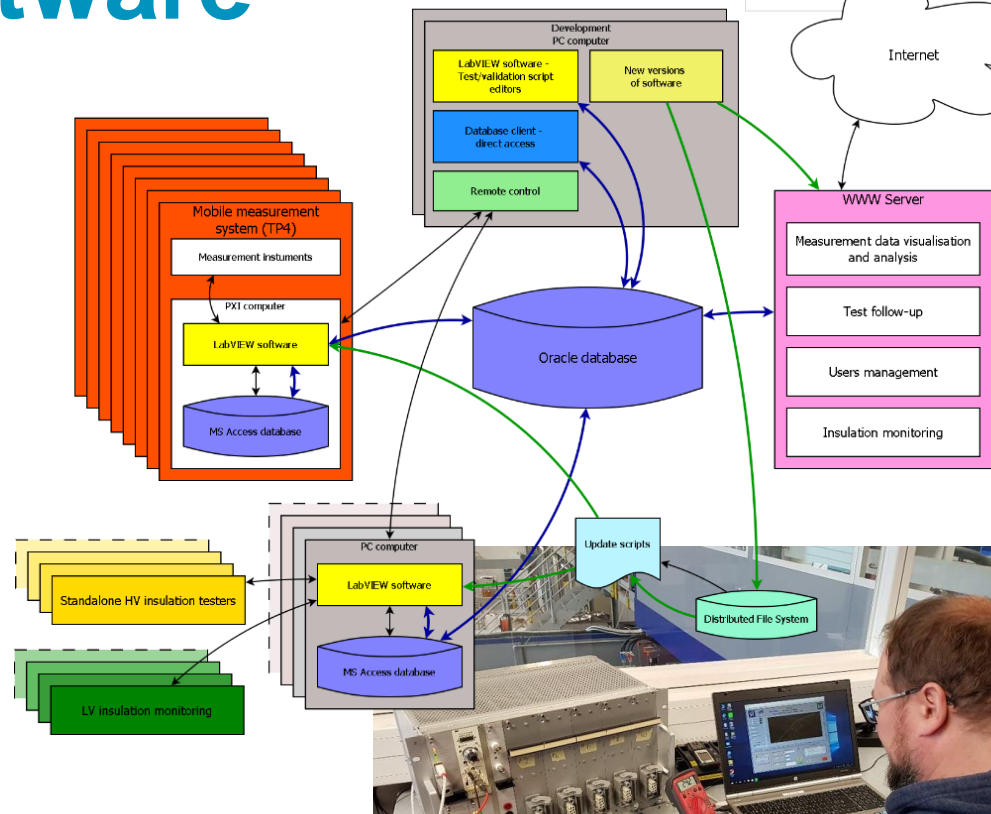 Development
PC computer
LabVIEW software -
Test/validation script
editors
New versions
of software
Database client -
direct access
Remote control
Internet
WWW Server
Measurement data visualisation
and analysis
Test follow-up
Users management
Insulation monitoring
Mobile measurement
system (TP4)
Measurement instuments
PXI computer
LabVIEW software
MS Access database
Oracle database
PC computer
LabVIEW software
MS Access database
Update scripts
Distributed File System
Standalone HV insulation testers
LV insulation monitoring